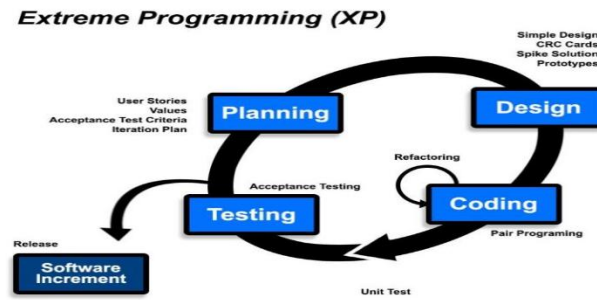 Extreme Programming (XP)
Simple Design
CRC Cards
Spike Solution
Prototypes
User Stories
Values
Acceptance Test Criteria
Iteration Plan
Planning
Design
Refactoring
Acceptance Testing
Testing
Coding
Pair Programing
Release
Software
Increment
Unit Test